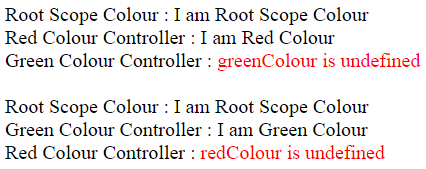 Root Scope Colour : I am Root Scope Colour
Red Colour Controller : I am Red Colour
Green Colour Controller : greenColour is undefined
Root Scope Colour : I am Root Scope Colour
Green Colour Controller : I am Green Colour
Red Colour Controller : redColour is undefined